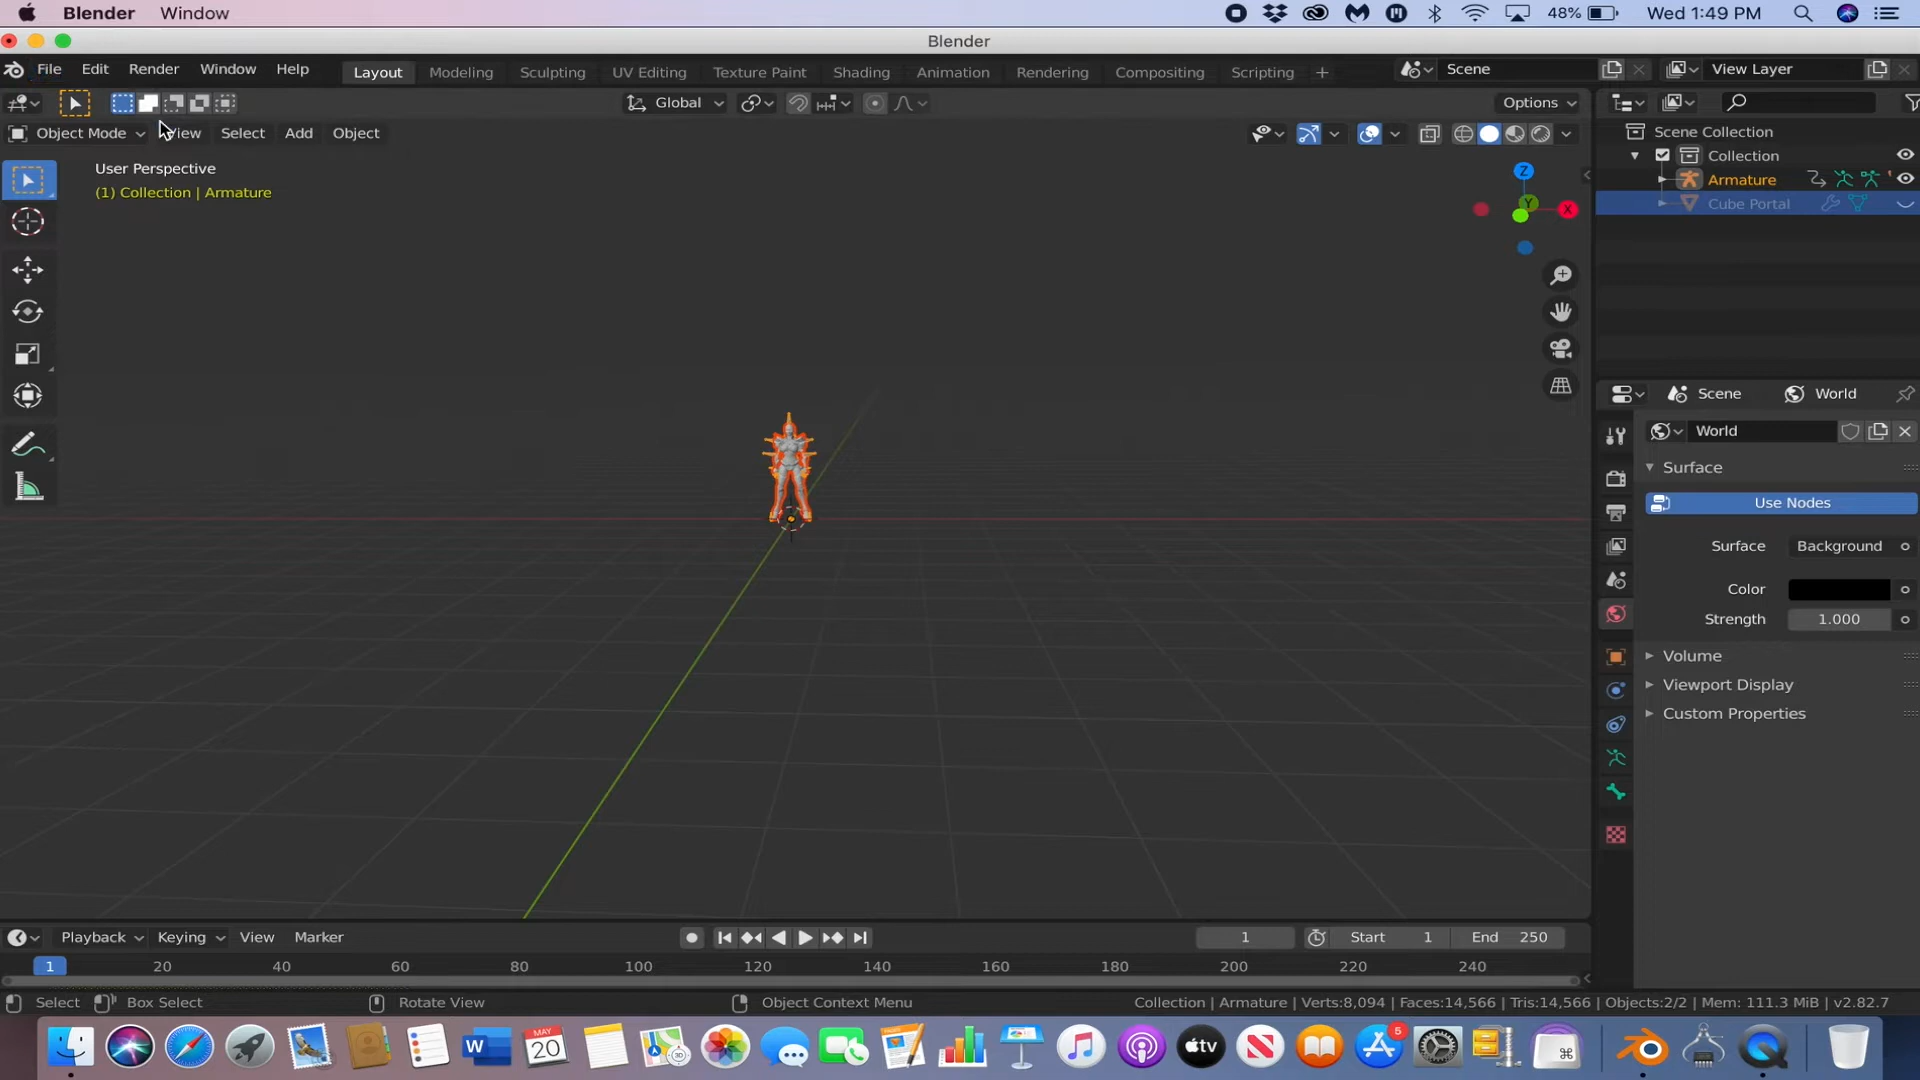 Blender Window 48% Wed 1:49 PM
Blender
File Edit Render Window Help Layout Modeling Sculpting UV Editing Texture Paint Shading Animation Rendering Compositing Scripting + Scene View Layer
Global Options
Object Mode View Select Add Object
Scene Collection
Collection
Armature
Cube Portal
User Perspective
(1) Collection | Armature
Z
Y
X
Scene World
World
Surface
Use Nodes
Surface Background
Color
Strength 1.000
Volume
Viewport Display
Custom Properties
Playback Keying View Marker 1 Start 1 End 250
1 20 40 60 80 100 120 140 160 180 200 220 240
Select Box Select Rotate View Object Context Menu Collection | Armature | Verts:8,094 | Faces:14,566 | Tris:14,566 | Objects:2/2 | Mem: 111.3 MiB | v2.82.7
W MAY 20 tv 5